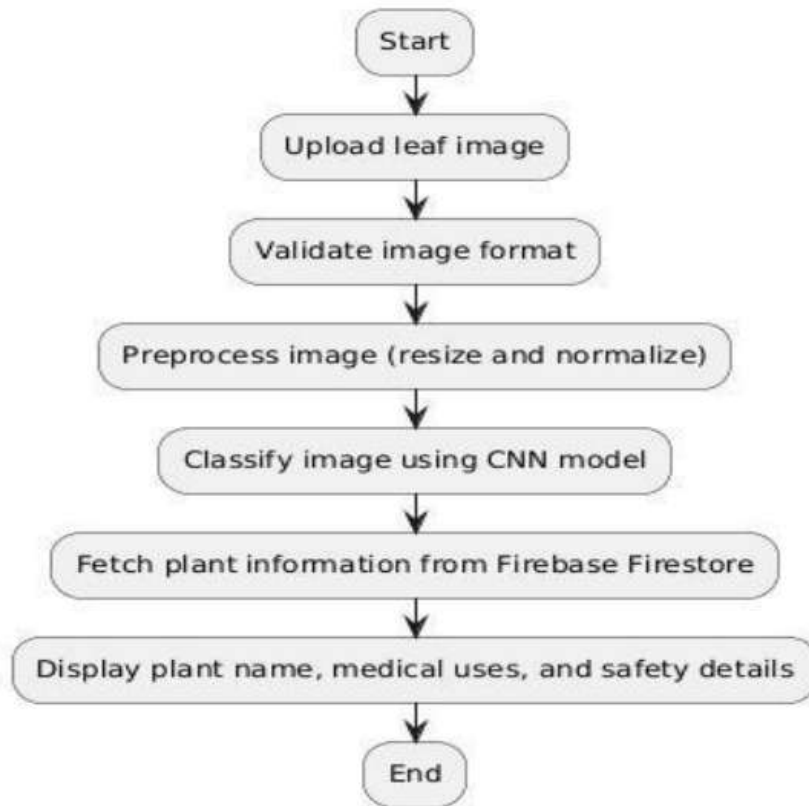 Start
Upload leaf image
Validate image format
Preprocess image (resize and normalize)
Classify image using CNN model
Fetch plant information from Firebase Firestore
Display plant name, medical uses, and safety details
End